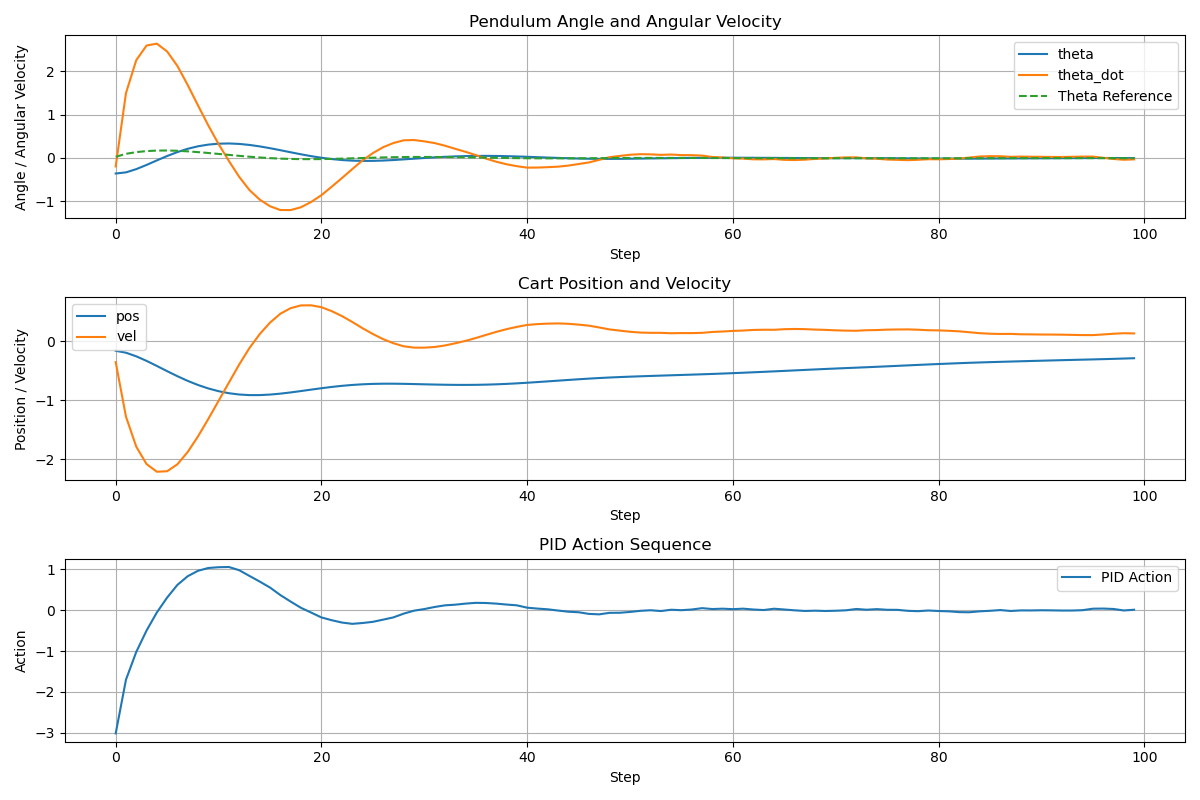 Pendulum Angle and Angular Velocity
Angle / Angular Velocity
2
1
0
−1
theta
theta_dot
Theta Reference
0 20 40 60 80 100
Step
Cart Position and Velocity
Position / Velocity
0
−1
−2
pos
vel
0 20 40 60 80 100
Step
PID Action Sequence
Action
1
0
−1
−2
−3
PID Action
0 20 40 60 80 100
Step